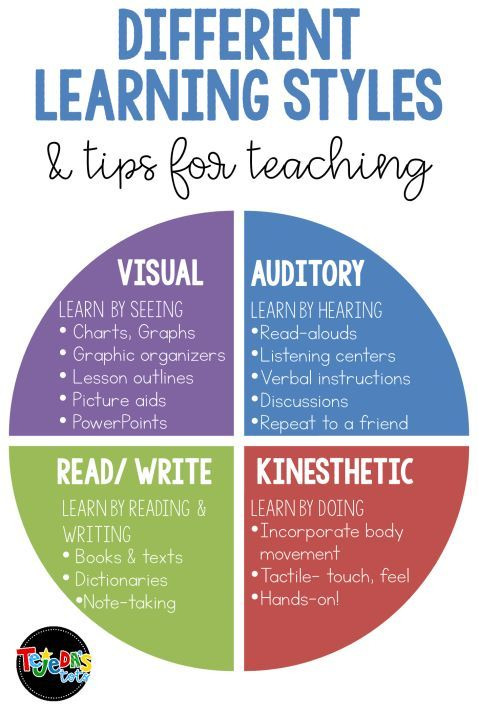 DIFFERENT
LEARNING STYLES
& tips for teaching
VISUAL
LEARN BY SEEING
• Charts, Graphs
• Graphic organizers
• Lesson outlines
• Picture aids
• PowerPoints
AUDITORY
LEARN BY HEARING
•Read-alouds
•Listening centers
•Verbal instructions
•Discussions
•Repeat to a friend
READ/ WRITE
LEARN BY READING &
WRITING
• Books & texts
• Dictionaries
•Note-taking
KINESTHETIC
LEARN BY DOING
•Incorporate body
movement
•Tactile- touch, feel
•Hands-on!
TEJEDA'S
tots